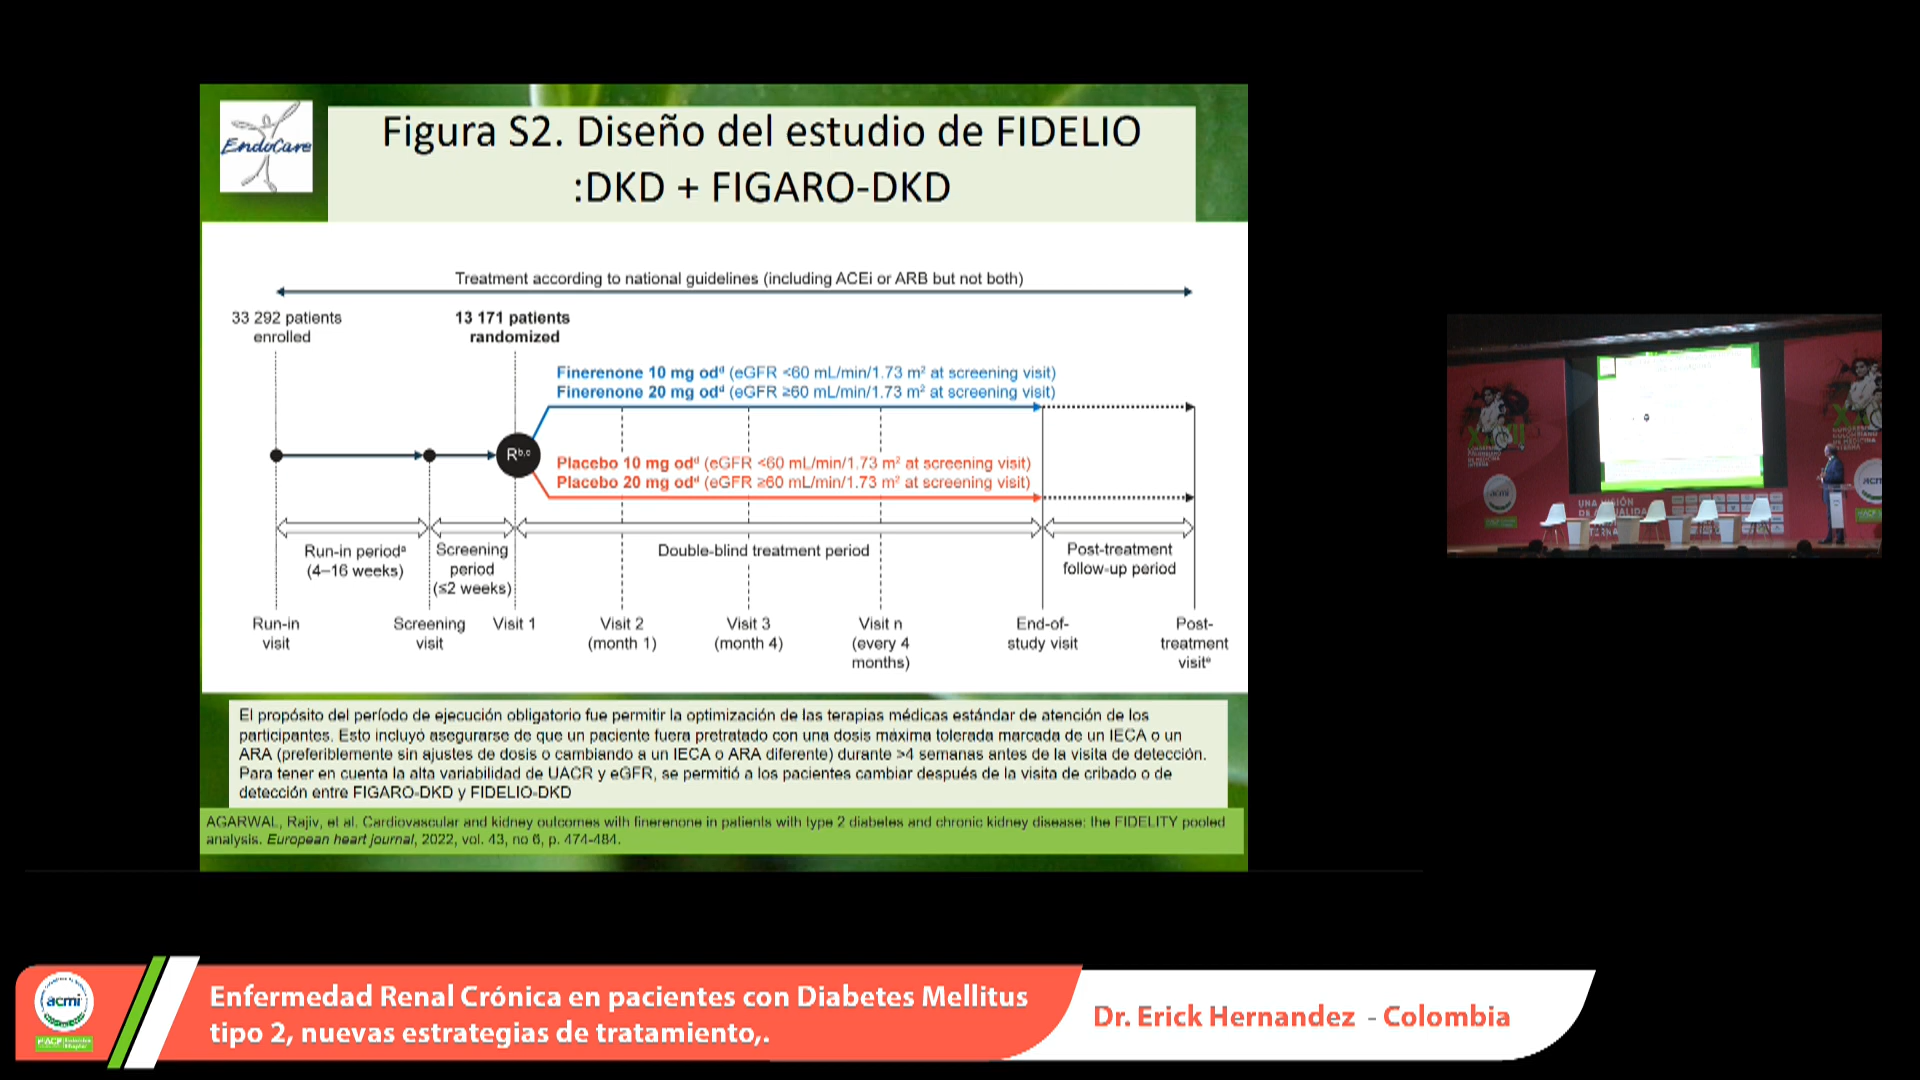 EndoCare
Figura S2. Diseño del estudio de FIDELIO
:DKD + FIGARO-DKD
Treatment according to national guidelines (including ACEi or ARB but not both)
33 292 patients
enrolled
13 171 patients
randomized
Finerenone 10 mg odᵈ (eGFR <60 mL/min/1.73 m² at screening visit)
Finerenone 20 mg odᵈ (eGFR ≥60 mL/min/1.73 m² at screening visit)
Rᵇ·ᶜ
Placebo 10 mg odᵈ (eGFR <60 mL/min/1.73 m² at screening visit)
Placebo 20 mg odᵈ (eGFR ≥60 mL/min/1.73 m² at screening visit)
Run-in periodᵃ
(4–16 weeks)
Screening
period
(≤2 weeks)
Double-blind treatment period
Post-treatment
follow-up period
Run-in
visit
Screening
visit
Visit 1
Visit 2
(month 1)
Visit 3
(month 4)
Visit n
(every 4
months)
End-of-
study visit
Post-
treatment
visitᵉ
El propósito del período de ejecución obligatorio fue permitir la optimización de las terapias médicas estándar de atención de los
participantes. Esto incluyó asegurarse de que un paciente fuera pretratado con una dosis máxima tolerada marcada de un IECA o un
ARA (preferiblemente sin ajustes de dosis o cambiando a un IECA o ARA diferente) durante >4 semanas antes de la visita de detección.
Para tener en cuenta la alta variabilidad de UACR y eGFR, se permitió a los pacientes cambiar después de la visita de cribado o de
detección entre FIGARO-DKD y FIDELIO-DKD
AGARWAL, Rajiv, et al. Cardiovascular and kidney outcomes with finerenone in patients with type 2 diabetes and chronic kidney disease: the FIDELITY pooled
analysis. European heart journal, 2022, vol. 43, no 6, p. 474-484.
UNA VISIÓN
acmi
Enfermedad Renal Crónica en pacientes con Diabetes Mellitus
tipo 2, nuevas estrategias de tratamiento,.
Dr. Erick Hernandez - Colombia